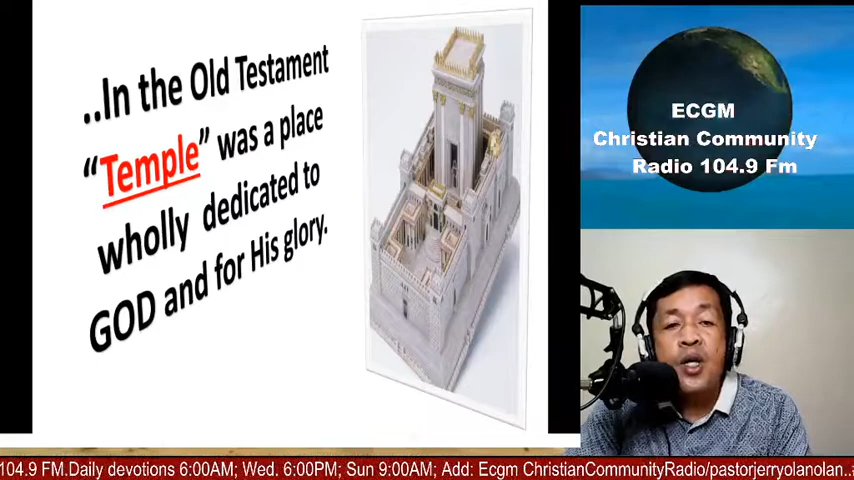 ..In the Old Testament
“Temple” was a place
wholly dedicated to
GOD and for His glory.
ECGM
Christian Community
Radio 104.9 Fm
104.9 FM.Daily devotions 6:00AM; Wed. 6:00PM; Sun 9:00AM; Add: Ecgm ChristianCommunityRadio/pastorjerryolanolan..